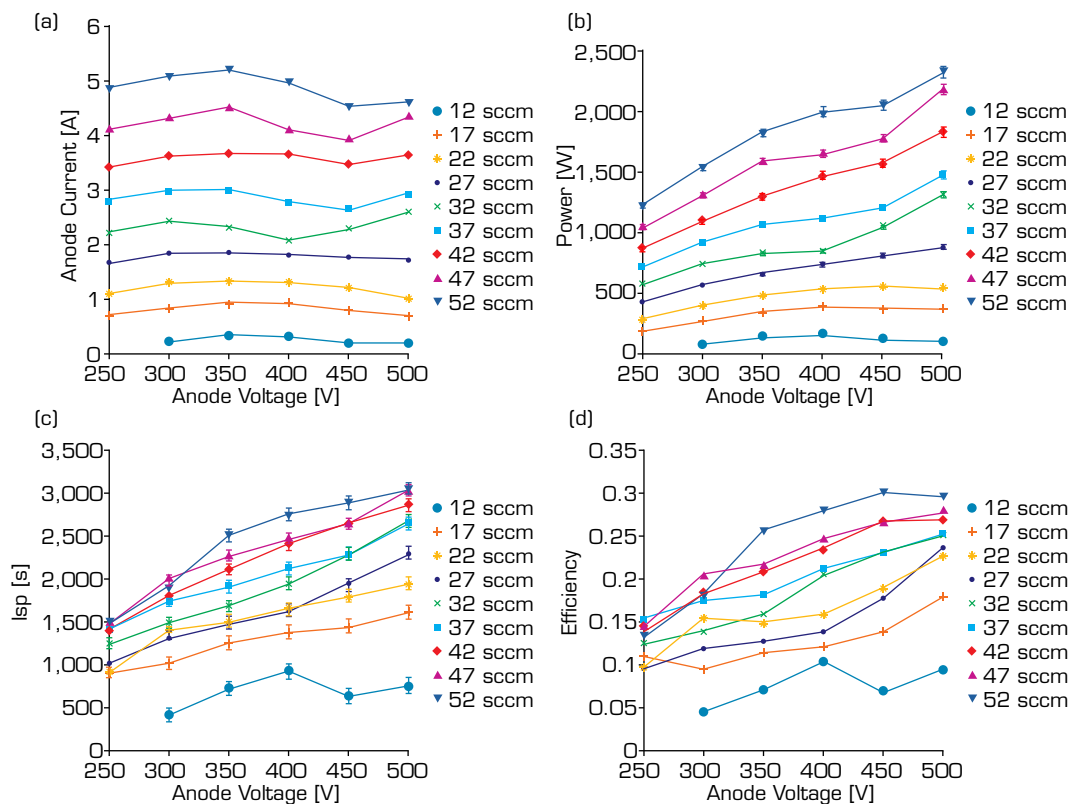 (a)
Anode Current [A]
6
5
4
3
2
1
0
250 300 350 400 450 500
Anode Voltage [V]
12 sccm
17 sccm
22 sccm
27 sccm
32 sccm
37 sccm
42 sccm
47 sccm
52 sccm
(b)
Power [W]
2,500
2,000
1,500
1,000
500
0
250 300 350 400 450 500
Anode Voltage [V]
12 sccm
17 sccm
22 sccm
27 sccm
32 sccm
37 sccm
42 sccm
47 sccm
52 sccm
(c)
Isp [s]
3,500
3,000
2,500
2,000
1,500
1,000
500
0
250 300 350 400 450 500
Anode Voltage [V]
12 sccm
17 sccm
22 sccm
27 sccm
32 sccm
37 sccm
42 sccm
47 sccm
52 sccm
(d)
Efficiency
0.35
0.3
0.25
0.2
0.15
0.1
0.05
0
250 300 350 400 450 500
Anode Voltage [V]
12 sccm
17 sccm
22 sccm
27 sccm
32 sccm
37 sccm
42 sccm
47 sccm
52 sccm